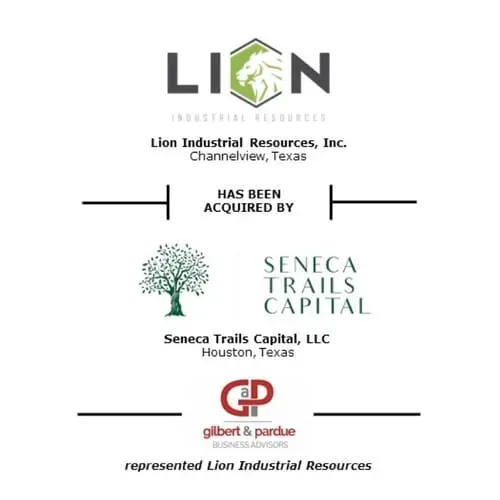 LION
INDUSTRIAL RESOURCES
Lion Industrial Resources, Inc.
Channelview, Texas
HAS BEEN
ACQUIRED BY
SENECA
TRAILS
CAPITAL
Seneca Trails Capital, LLC
Houston, Texas
GaP
gilbert & pardue
BUSINESS ADVISORS
represented Lion Industrial Resources